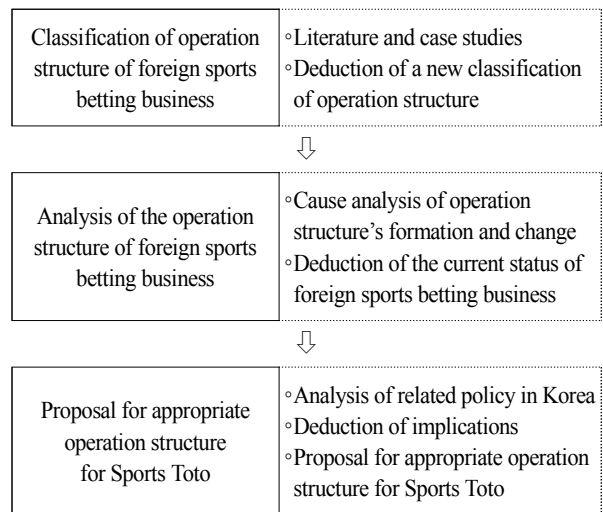 Classification of operation
structure of foreign sports
betting business
◦Literature and case studies
◦Deduction of a new classification
of operation structure
⇩
Analysis of the operation
structure of foreign sports
betting business
◦Cause analysis of operation
structure's formation and change
◦Deduction of the current status of
foreign sports betting business
⇩
Proposal for appropriate
operation structure
for Sports Toto
◦Analysis of related policy in Korea
◦Deduction of implications
◦Proposal for appropriate operation
structure for Sports Toto